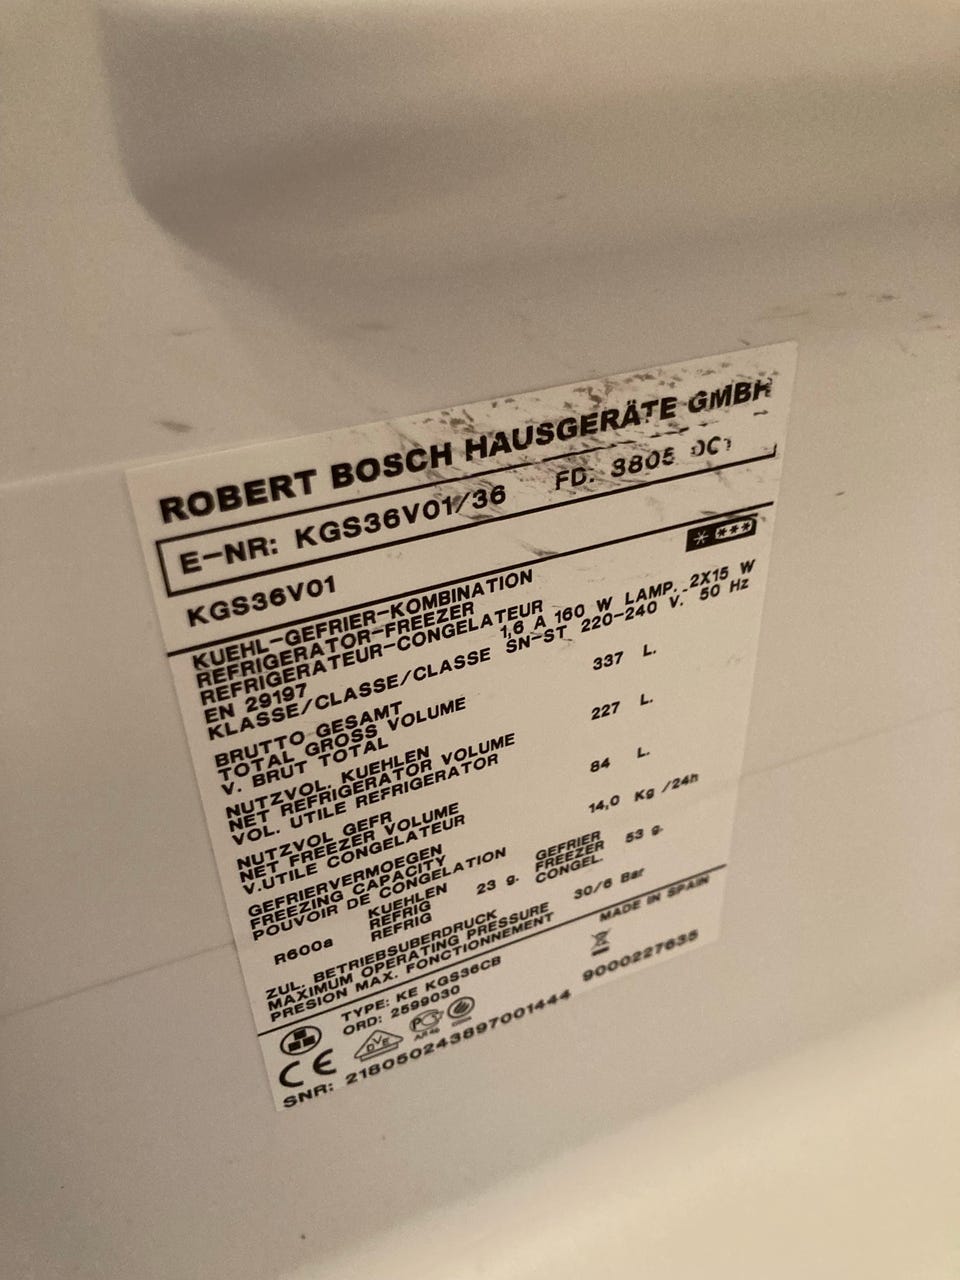 ROBERT BOSCH HAUSGERÄTE GMBH
E-NR: KGS36V01/36 FD.
KGS36V01
KUEHL-GEFRIER-KOMBINATION
REFRIGERATOR-FREEZER
REFRIGERATEUR-CONGELATEUR
EN 29197 1,6 A 160 W LAMP. 2X15 W
KLASSE/CLASSE/CLASSE SN-ST 220-240 V. 50 Hz
BRUTTO GESAMT
TOTAL GROSS VOLUME 337 L.
V. BRUT TOTAL
NUTZVOL. KUEHLEN
NET REFRIGERATOR VOLUME 227 L.
VOL. UTILE REFRIGERATOR
NUTZVOL GEFR
NET FREEZER VOLUME 84 L.
V.UTILE CONGELATEUR
GEFRIERVERMOEGEN
FREEZING CAPACITY 14,0 Kg /24h
POUVOIR DE CONGELATION
KUEHLEN GEFRIER
R600a REFRIG 23 g. FREEZER 53 g.
REFRIG CONGEL.
ZUL. BETRIEBSUBERDRUCK
MAXIMUM OPERATING PRESSURE 30/6 Bar
PRESION MAX. FONCTIONNEMENT
TYPE: KE KGS36CB MADE IN SPAIN
ORD: 2599030
CE DVE
SNR: 218050243897001444 9000227635